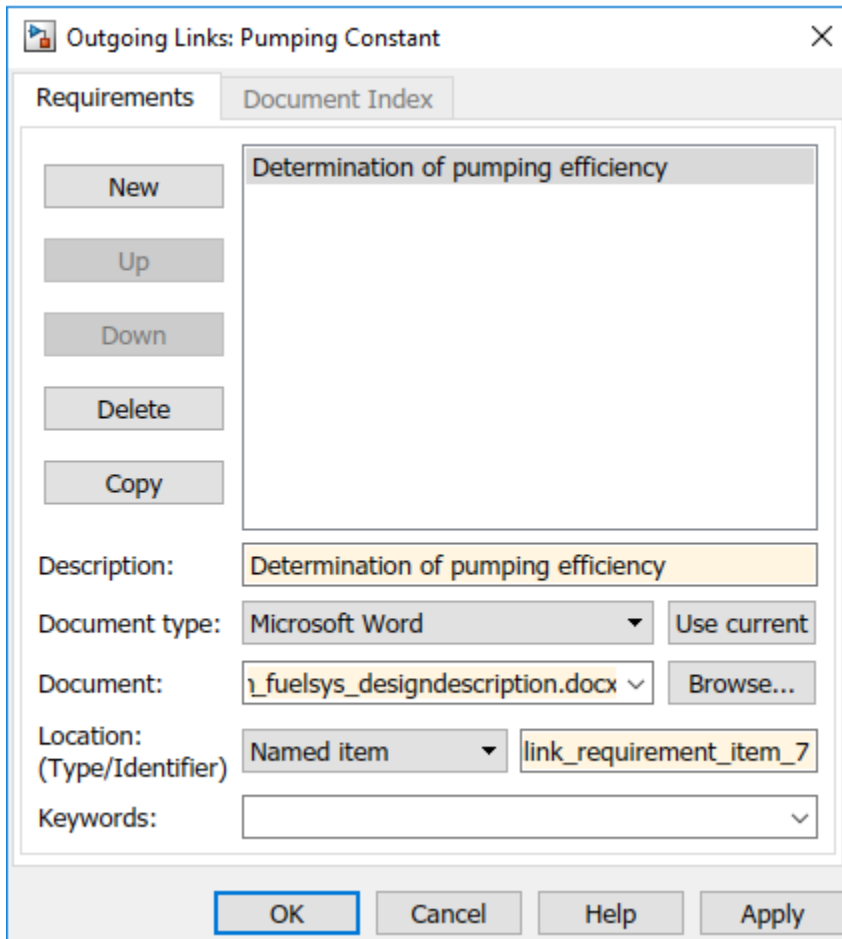 Outgoing Links: Pumping Constant
Requirements Document Index
New
Up
Down
Delete
Copy
Determination of pumping efficiency
Description: Determination of pumping efficiency
Document type: Microsoft Word Use current
Document: _fuelsys_designdescription.docx Browse...
Location:
(Type/Identifier) Named item link_requirement_item_7
Keywords:
OK Cancel Help Apply